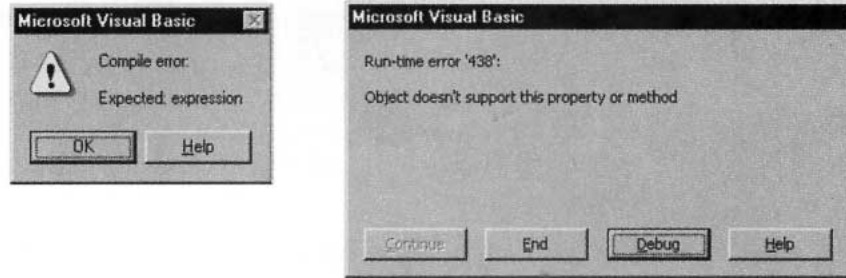 Microsoft Visual Basic
Compile error:
Expected: expression
OK
Help
Microsoft Visual Basic
Run-time error '438':
Object doesn't support this property or method
Continue
End
Debug
Help